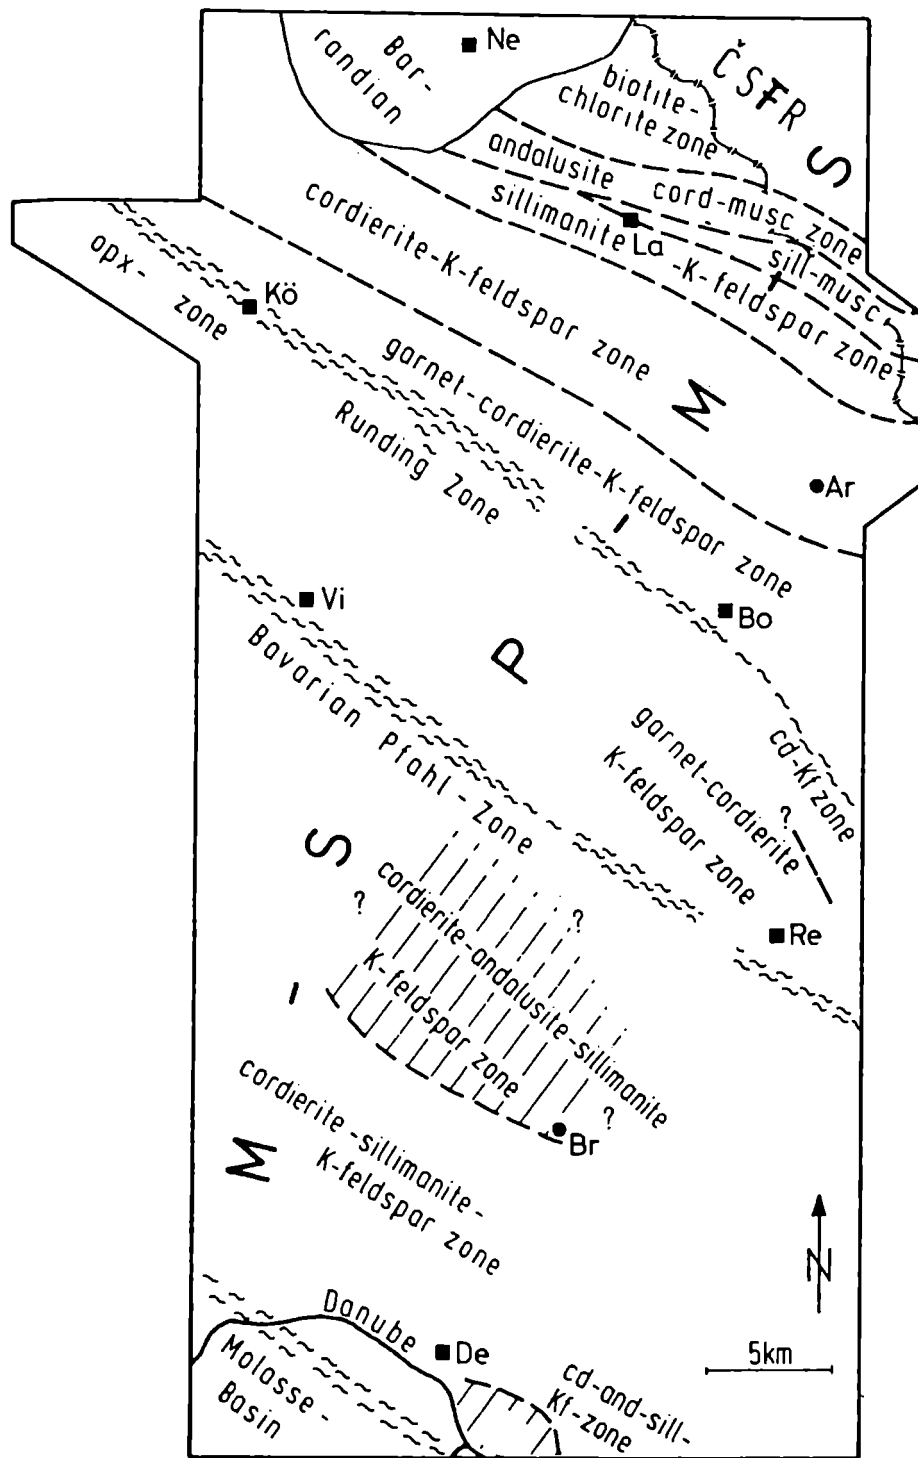 Ne
Bar-
randian
biotite-
chlorite zone
ČSFR
S
andalusite
cord-musc zone
sillimanite-K-feldspar zone
La
sill-musc
cordierite-K-feldspar zone
opx-
zone
Kö
garnet-cordierite-K-feldspar zone
Runding Zone
M
Ar
I
Vi
Bo
Bavarian Pfahl-Zone
P
garnet-cordierite
K-feldspar zone
cd-Kf zone
?
S
?
cordierite-andalusite-sillimanite
K-feldspar zone
?
Re
I
?
Br
cordierite-sillimanite-
K-feldspar zone
M
N
Danube
De
5km
Molasse-
Basin
cd-and-sill-
Kf-zone